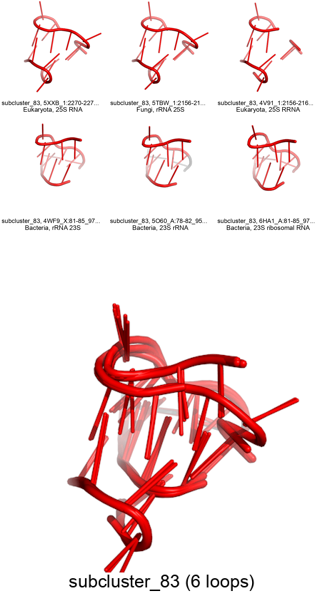 subcluster_83, 5XXB_1:2270-227...
Eukaryota, 25S RNA
subcluster_83, 5TBW_1:2156-21...
Fungi, rRNA 25S
subcluster_83, 4V91_1:2156-216...
Eukaryota, 25S RRNA
subcluster_83, 4WF9_X:81-85_97...
Bacteria, rRNA 23S
subcluster_83, 5O60_A:78-82_95...
Bacteria, 23S rRNA
subcluster_83, 6HA1_A:81-85_97...
Bacteria, 23S ribosomal RNA
subcluster_83 (6 loops)